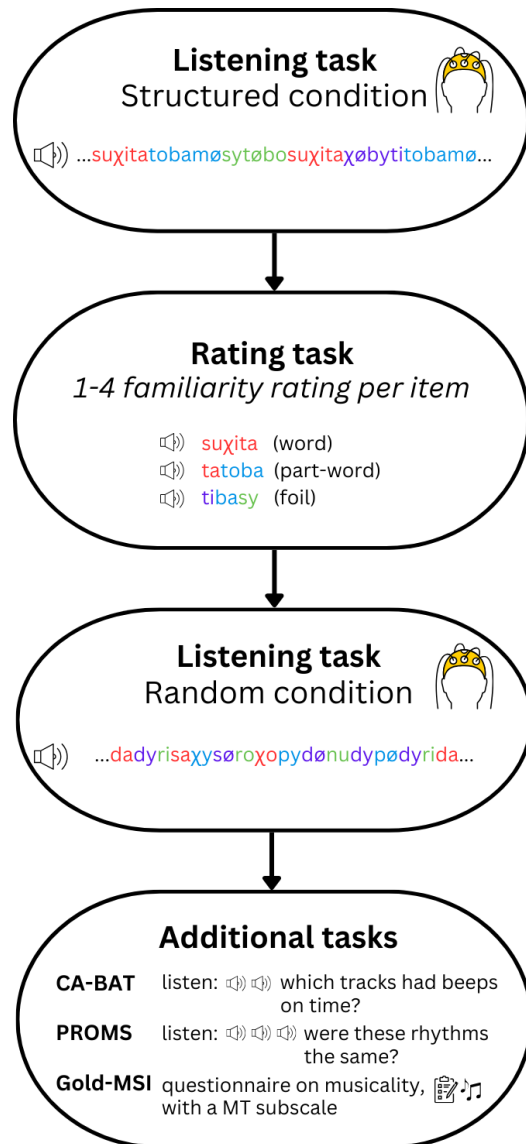 Listening task
Structured condition
...suχitatobamøsytøbosuχitaχøbytitobamø...
Rating task
1-4 familiarity rating per item
suχita (word)
tatoba (part-word)
tibasy (foil)
Listening task
Random condition
...dadyrisaχysøroχopydønudypødyrida...
Additional tasks
CA-BAT listen: which tracks had beeps
on time?
PROMS listen: were these rhythms
the same?
Gold-MSI questionnaire on musicality,
with a MT subscale